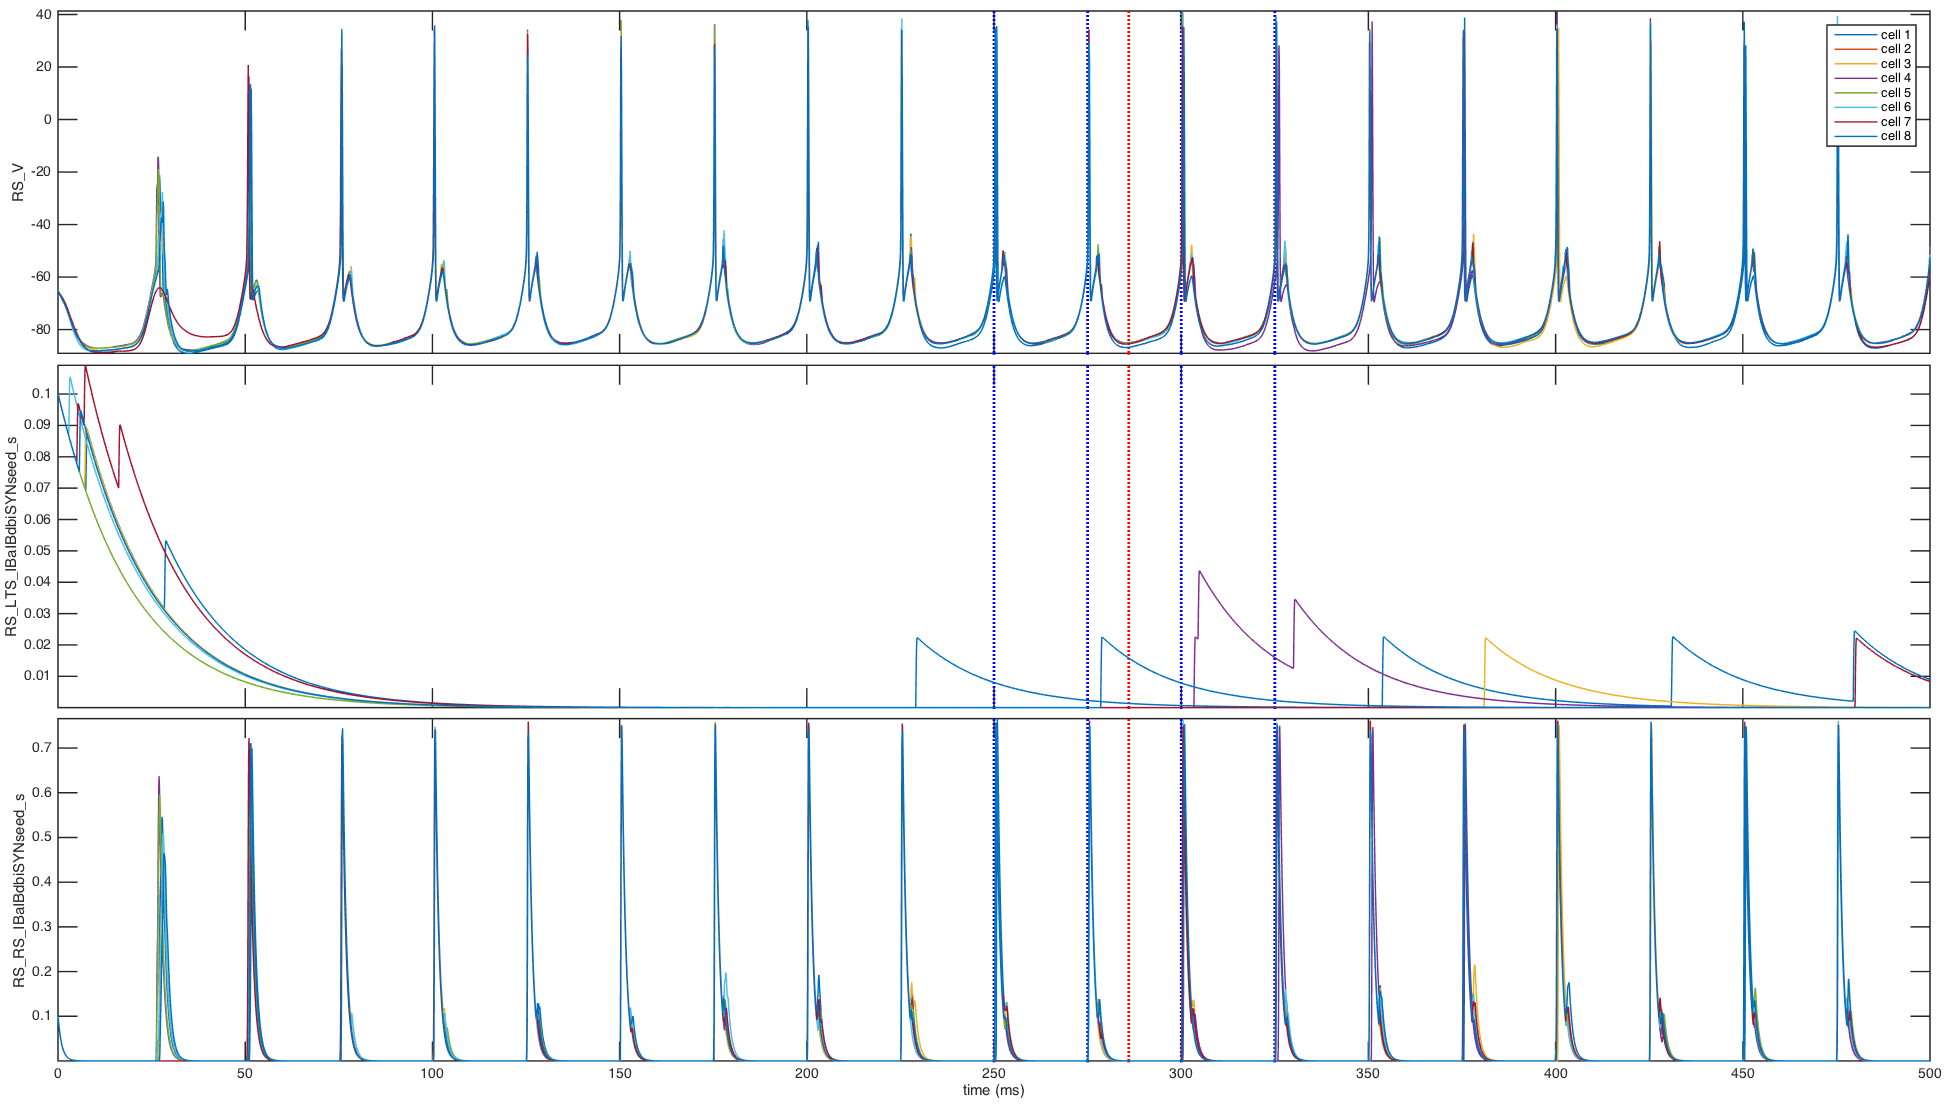 40
20
0
-20
-40
-60
-80
RS_V
cell 1
cell 2
cell 3
cell 4
cell 5
cell 6
cell 7
cell 8
0.1
0.09
0.08
0.07
0.06
0.05
0.04
0.03
0.02
0.01
RS_LTS_IBaIBdbiSYNseed_s
0.7
0.6
0.5
0.4
0.3
0.2
0.1
RS_RS_IBaIBdbiSYNseed_s
0 50 100 150 200 250 300 350 400 450 500
time (ms)